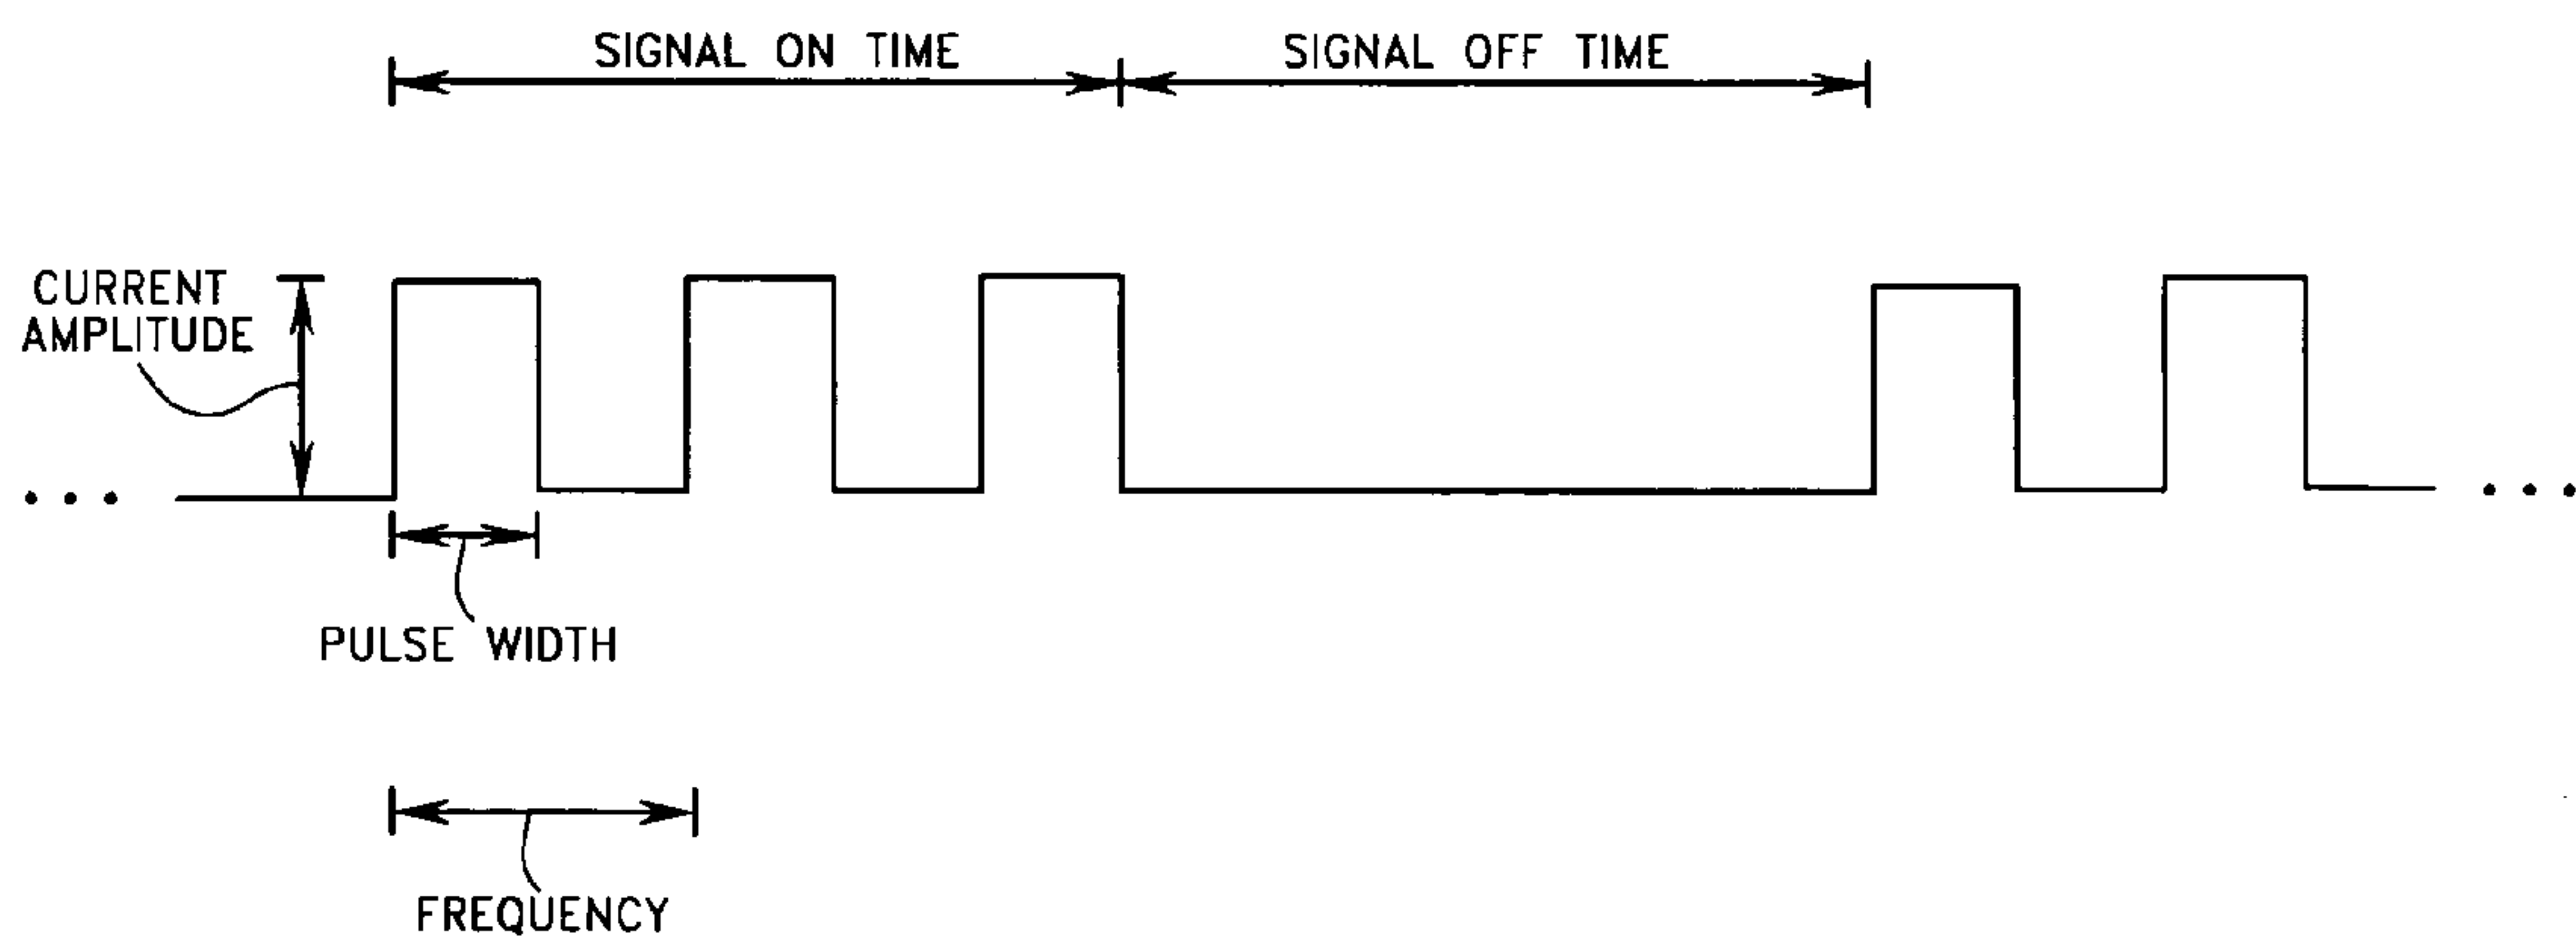 SIGNAL ON TIME
SIGNAL OFF TIME
CURRENT
AMPLITUDE
PULSE WIDTH
FREQUENCY